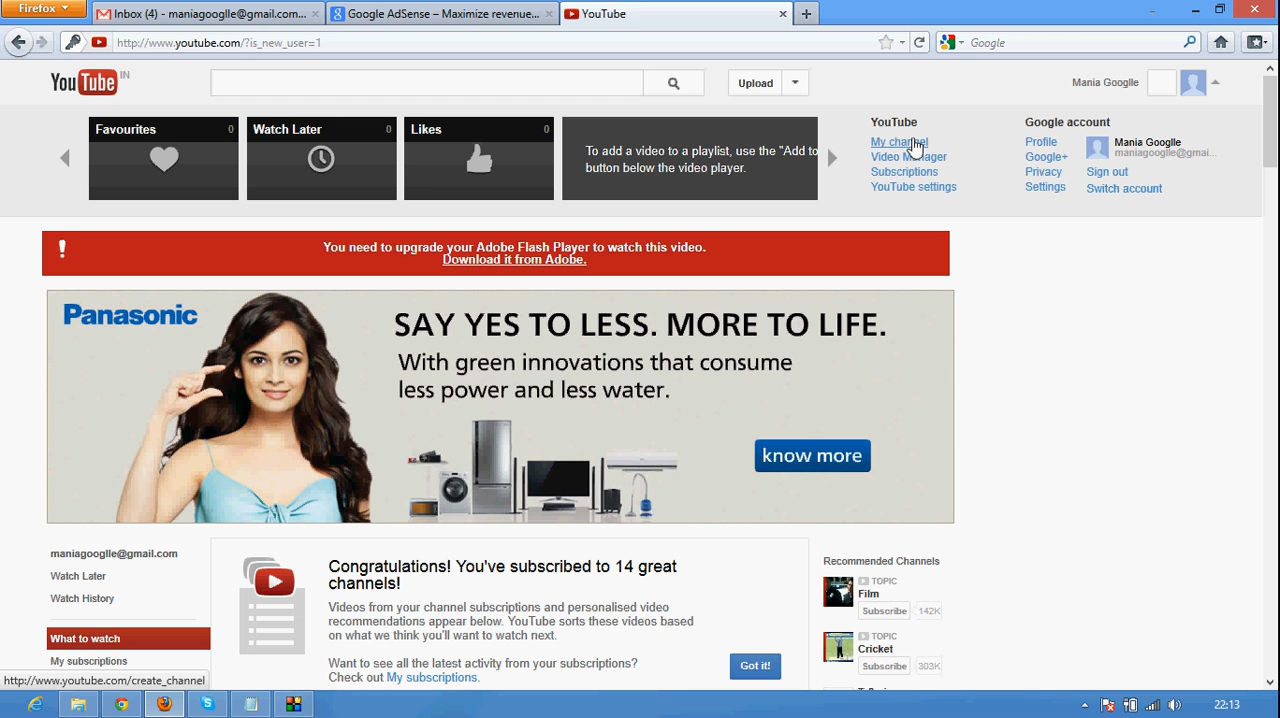 Firefox
Inbox (4) - maniagooglle@gmail.com...
Google AdSense – Maximize revenue...
YouTube
http://www.youtube.com/?is_new_user=1
Google
YouTube IN
Upload
Mania Googlle
Favourites 0
Watch Later 0
Likes 0
To add a video to a playlist, use the "Add to
button below the video player.
YouTube
My channel
Video Manager
Subscriptions
YouTube settings
Google account
Profile
Google+
Privacy
Settings
Mania Googlle
maniagooglle@gmai...
Sign out
Switch account
You need to upgrade your Adobe Flash Player to watch this video.
Download it from Adobe.
Panasonic
SAY YES TO LESS. MORE TO LIFE.
With green innovations that consume
less power and less water.
know more
maniagooglle@gmail.com
Watch Later
Watch History
What to watch
My subscriptions
Congratulations! You've subscribed to 14 great
channels!
Videos from your channel subscriptions and personalised video
recommendations appear below. YouTube sorts these videos based
on what we think you'll want to watch next.
Want to see all the latest activity from your subscriptions?
Check out My subscriptions.
Got it!
Recommended Channels
TOPIC
Film
Subscribe 142K
TOPIC
Cricket
Subscribe 303K
http://www.youtube.com/create_channel
22:13